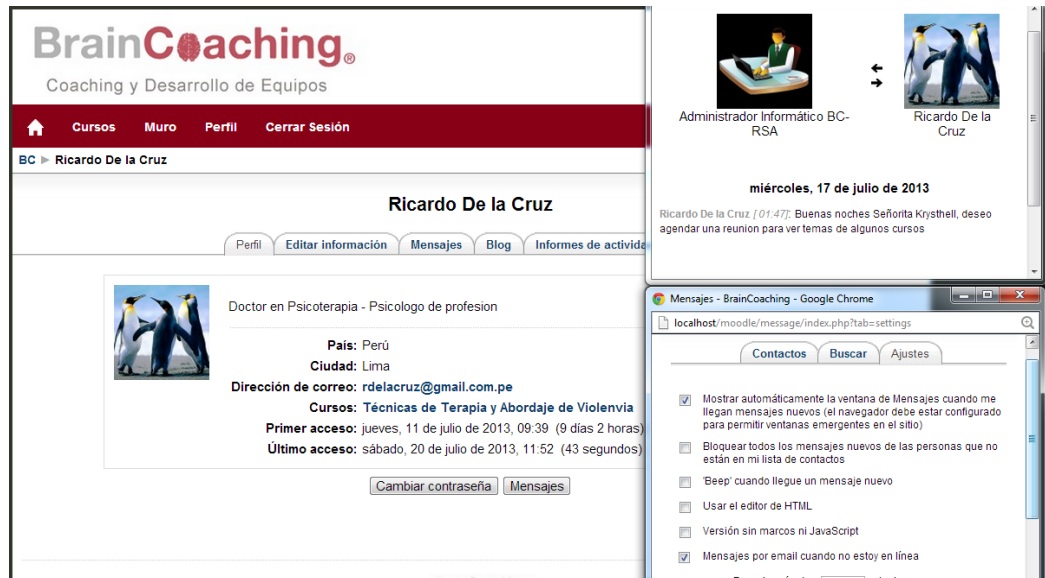 BrainCoaching®
Coaching y Desarrollo de Equipos
Cursos Muro Perfil Cerrar Sesión
BC ► Ricardo De la Cruz
Ricardo De la Cruz
Perfil Editar información Mensajes Blog Informes de activida
Doctor en Psicoterapia - Psicologo de profesion
País: Perú
Ciudad: Lima
Dirección de correo: rdelacruz@gmail.com.pe
Cursos: Técnicas de Terapia y Abordaje de Violenvia
Primer acceso: jueves, 11 de julio de 2013, 09:39 (9 días 2 horas)
Último acceso: sábado, 20 de julio de 2013, 11:52 (43 segundos)
Cambiar contraseña Mensajes
Administrador Informático BC-
RSA
Ricardo De la
Cruz
miércoles, 17 de julio de 2013
Ricardo De la Cruz [01:47]: Buenas noches Señorita Krysthell, deseo
agendar una reunion para ver temas de algunos cursos
Mensajes - BrainCoaching - Google Chrome
localhost/moodle/message/index.php?tab=settings
Contactos Buscar Ajustes
Mostrar automáticamente la ventana de Mensajes cuando me
llegan mensajes nuevos (el navegador debe estar configurado
para permitir ventanas emergentes en el sitio)
Bloquear todos los mensajes nuevos de las personas que no
están en mi lista de contactos
'Beep' cuando llegue un mensaje nuevo
Usar el editor de HTML
Versión sin marcos ni JavaScript
Mensajes por email cuando no estoy en línea